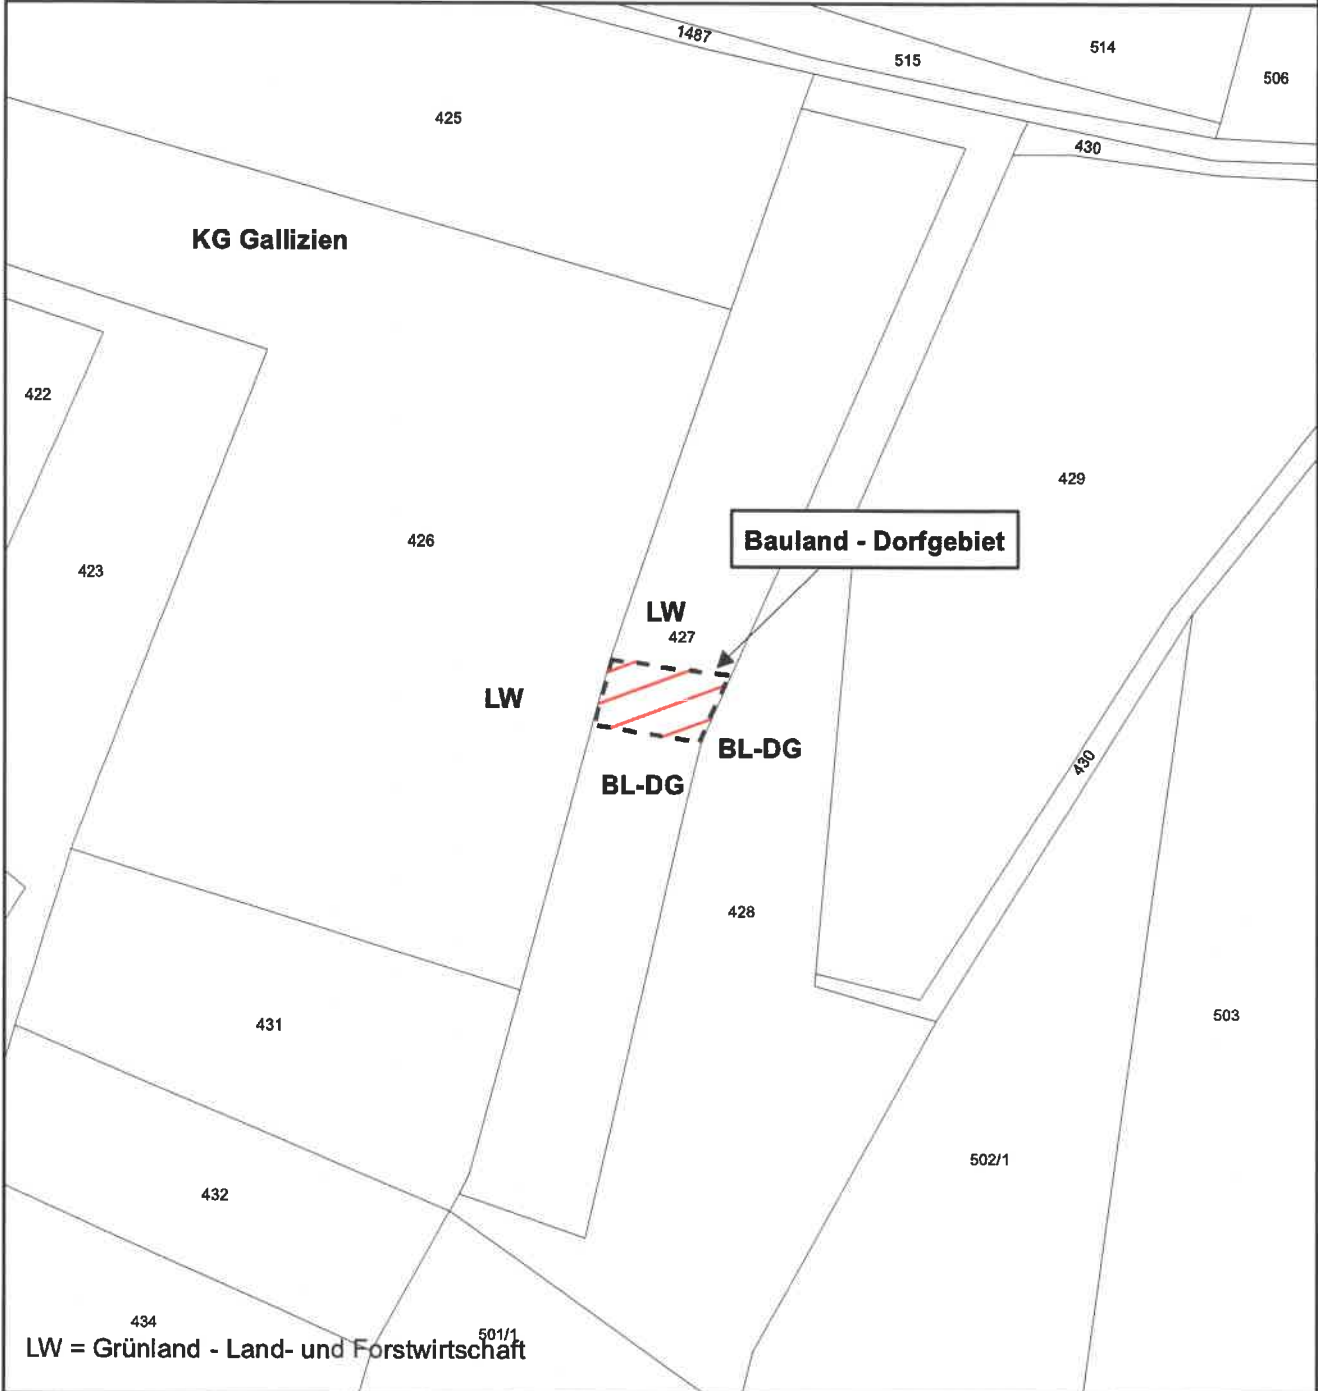 1487
514
515
506
425
430
KG Gallizien
422
429
426
Bauland - Dorfgebiet
423
LW
427
LW
BL-DG
430
BL-DG
428
503
431
502/1
432
434
501/1
LW = Grünland - Land- und Forstwirtschaft